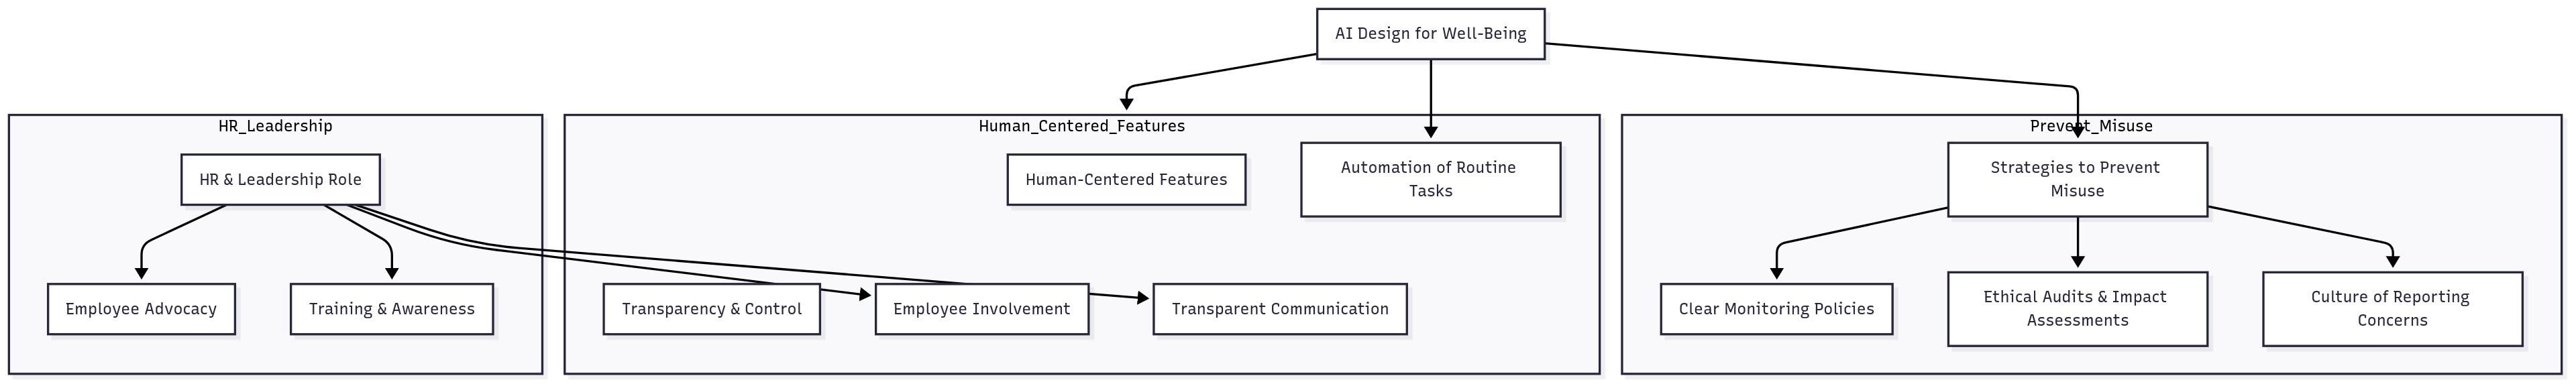 AI Design for Well-Being
HR_Leadership
Human_Centered_Features
Prevent_Misuse
HR & Leadership Role
Human-Centered Features
Automation of Routine
Tasks
Strategies to Prevent
Misuse
Employee Advocacy
Training & Awareness
Transparency & Control
Employee Involvement
Transparent Communication
Clear Monitoring Policies
Ethical Audits & Impact
Assessments
Culture of Reporting
Concerns